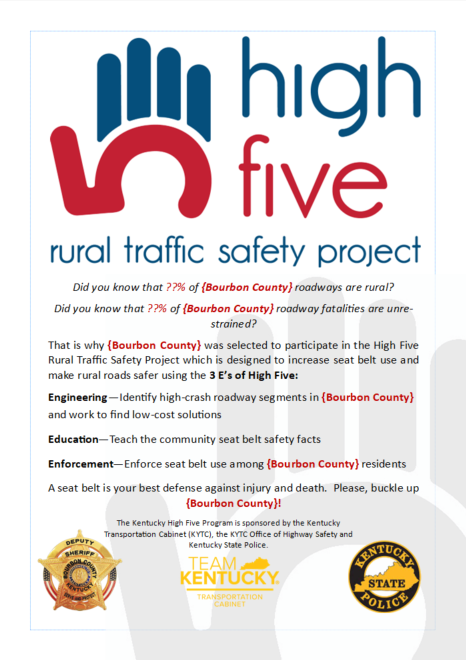 high
five
rural traffic safety project
Did you know that ??% of {Bourbon County} roadways are rural?
Did you know that ??% of {Bourbon County} roadway fatalities are unre-
strained?
That is why {Bourbon County} was selected to participate in the High Five
Rural Traffic Safety Project which is designed to increase seat belt use and
make rural roads safer using the 3 E's of High Five:
Engineering—Identify high-crash roadway segments in {Bourbon County}
and work to find low-cost solutions
Education—Teach the community seat belt safety facts
Enforcement—Enforce seat belt use among {Bourbon County} residents
A seat belt is your best defense against injury and death. Please, buckle up
{Bourbon County}!
The Kentucky High Five Program is sponsored by the Kentucky
Transportation Cabinet (KYTC), the KYTC Office of Highway Safety and
Kentucky State Police.
DEPUTY
SHERIFF
BOURBON COUNTY
TEAM
KENTUCKY
TRANSPORTATION
CABINET
KENTUCKY
STATE
POLICE